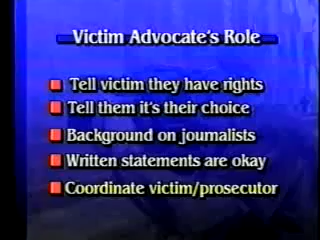 Victim Advocate's Role
Tell victim they have rights
Tell them it's their choice
Background on journalists
Written statements are okay
Coordinate victim/prosecutor